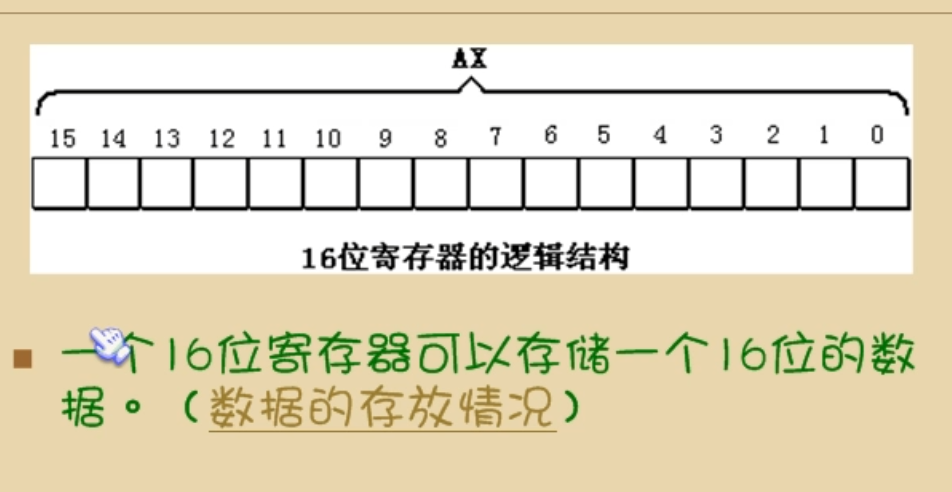 AX
15 14 13 12 11 10 9 8 7 6 5 4 3 2 1 0
16位寄存器的逻辑结构
一个16位寄存器可以存储一个16位的数
据。（数据的存放情况）